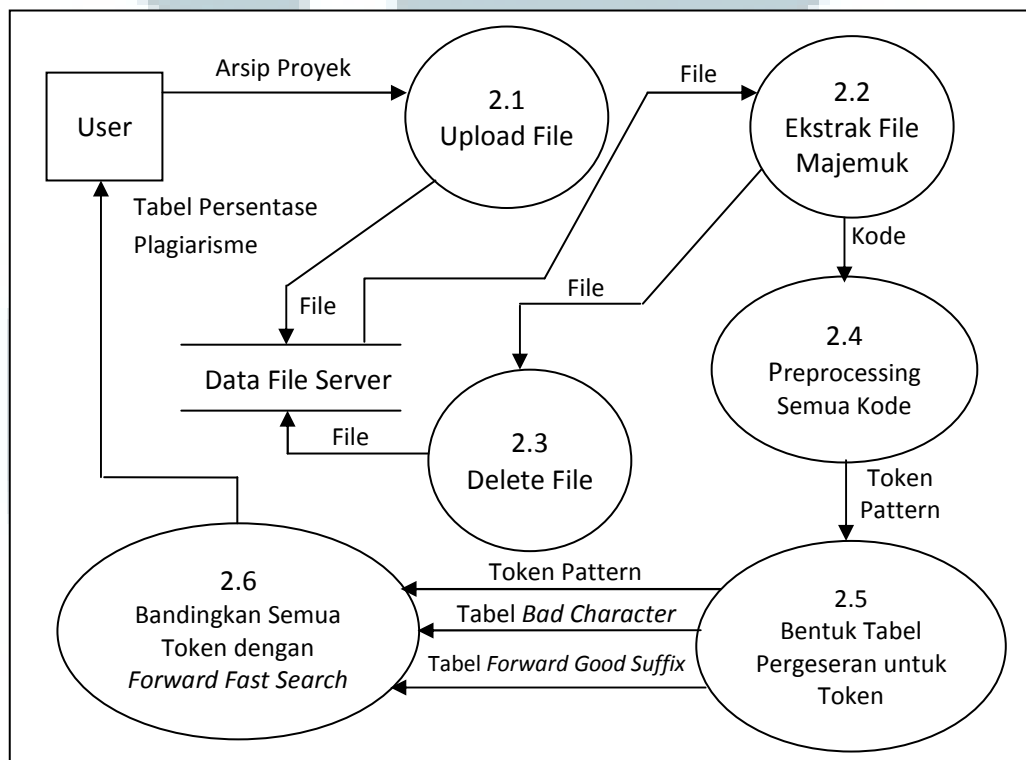 Arsip Proyek
User
2.1
Upload File
File
2.2
Ekstrak File
Majemuk
Tabel Persentase
Plagiarisme
Kode
File
File
Data File Server
2.4
Preprocessing
Semua Kode
File
2.3
Delete File
Token
Pattern
2.6
Bandingkan Semua
Token dengan
Forward Fast Search
Token Pattern
Tabel Bad Character
Tabel Forward Good Suffix
2.5
Bentuk Tabel
Pergeseran untuk
Token